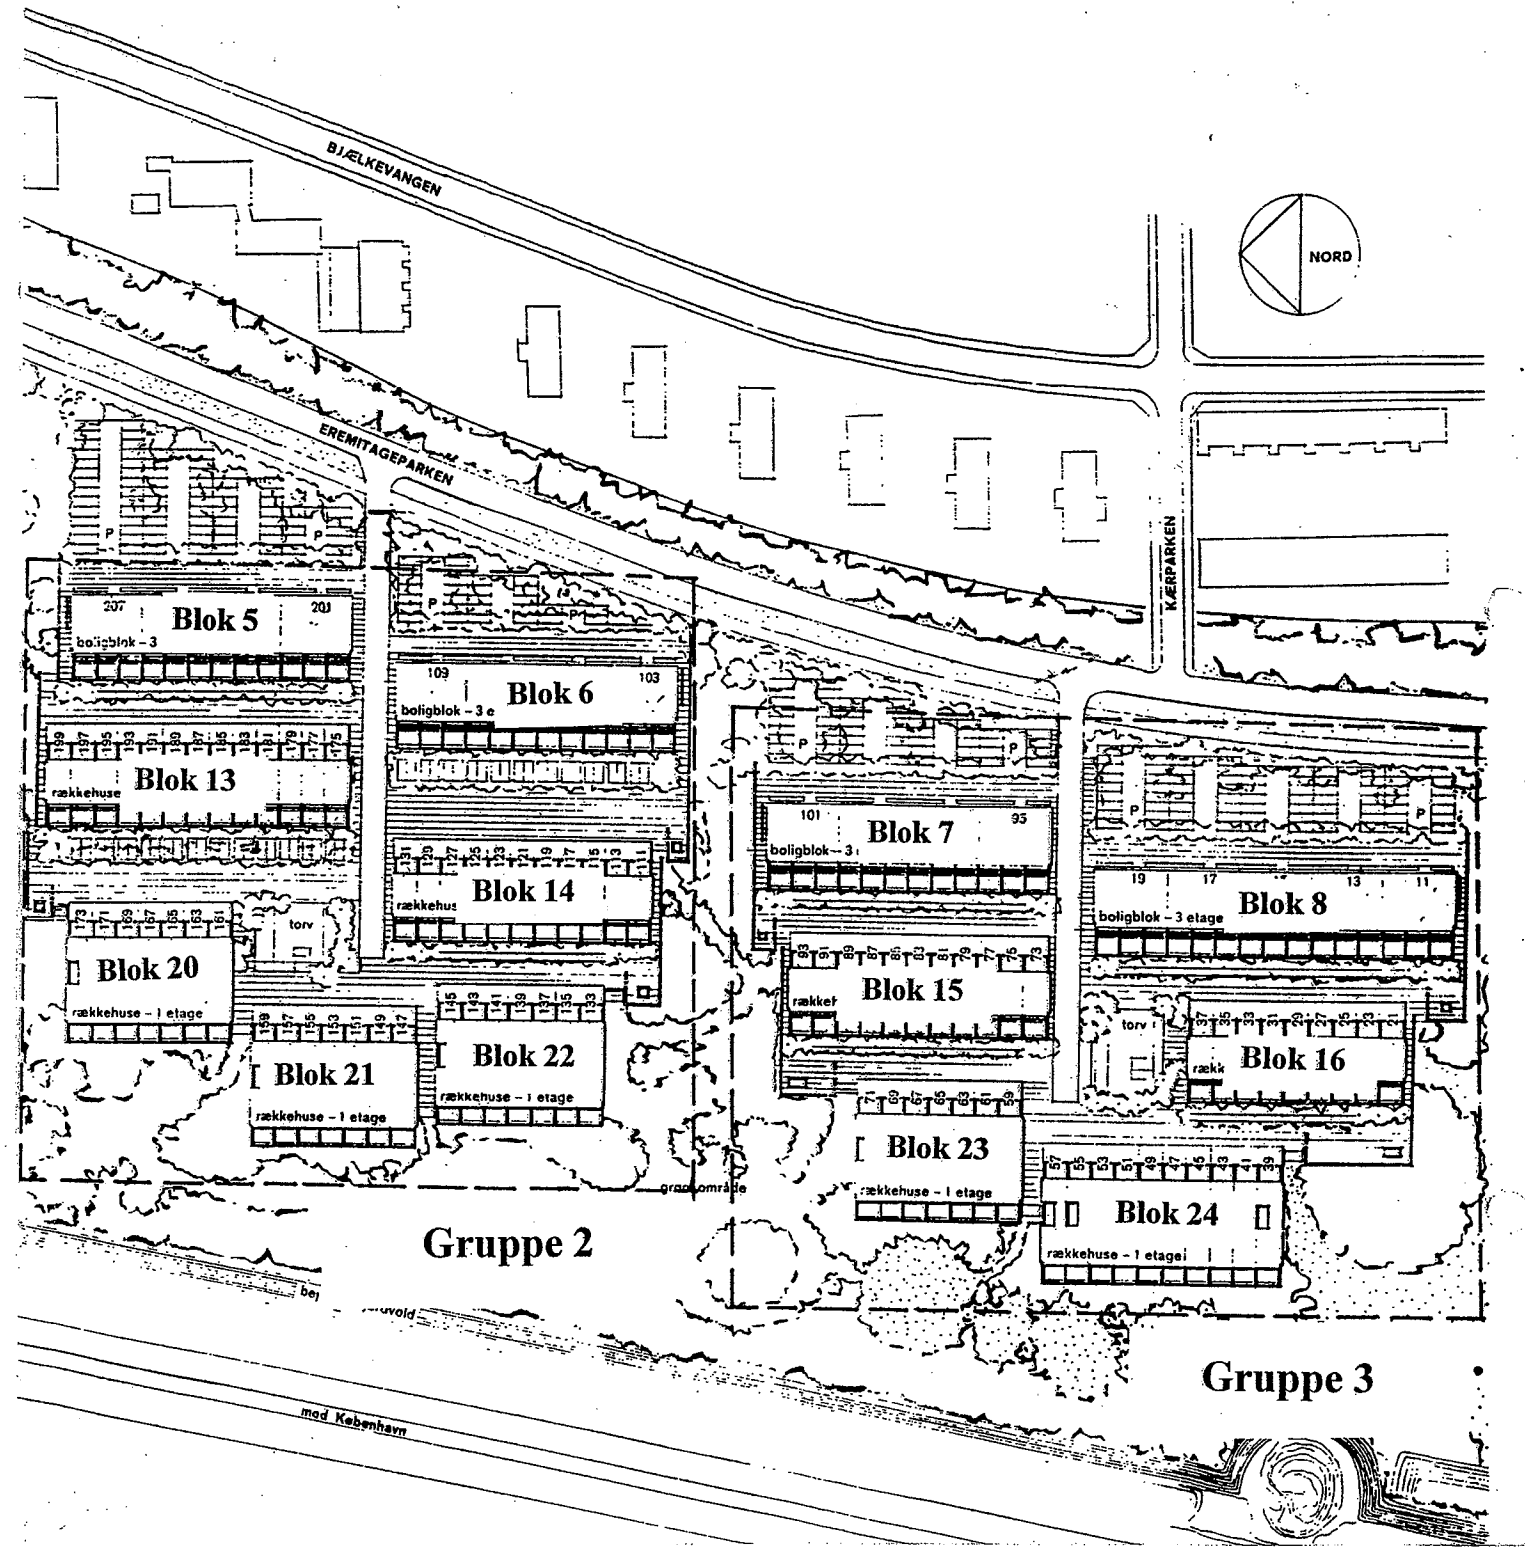 BJÆLKEVANGEN
NORD
EREMITAGEPARKEN
KÆRPARKEN
P
P
207
201
Blok 5
boligblok – 3
P
P
109
103
Blok 6
boligblok – 3 e
199 197 195 193 191 189 187 185 183 181 179 177 175
Blok 13
rækkehuse
P
P
101
95
Blok 7
boligblok – 3
P
P
19
17
13
11
Blok 8
boligblok – 3 etage
131 129 127 125 123 121 119 117 115 113 111
Blok 14
rækkehus
173 171 169 167 165 163 161
torv
Blok 20
rækkehuse – 1 etage
93 91 89 87 85 83 81 79 77 75 73
Blok 15
række
159 157 155 153 151 149 147
Blok 21
rækkehuse – 1 etage
145 143 141 139 137 135 133
Blok 22
rækkehuse – 1 etage
torv
37 35 33 31 29 27 25 23 21
Blok 16
rækk
71 69 67 65 63 61 59
Blok 23
rækkehuse – 1 etage
57 55 53 51 49 47 45 43 41 39
Blok 24
rækkehuse – 1 etage
område
Gruppe 2
Gruppe 3
mod København